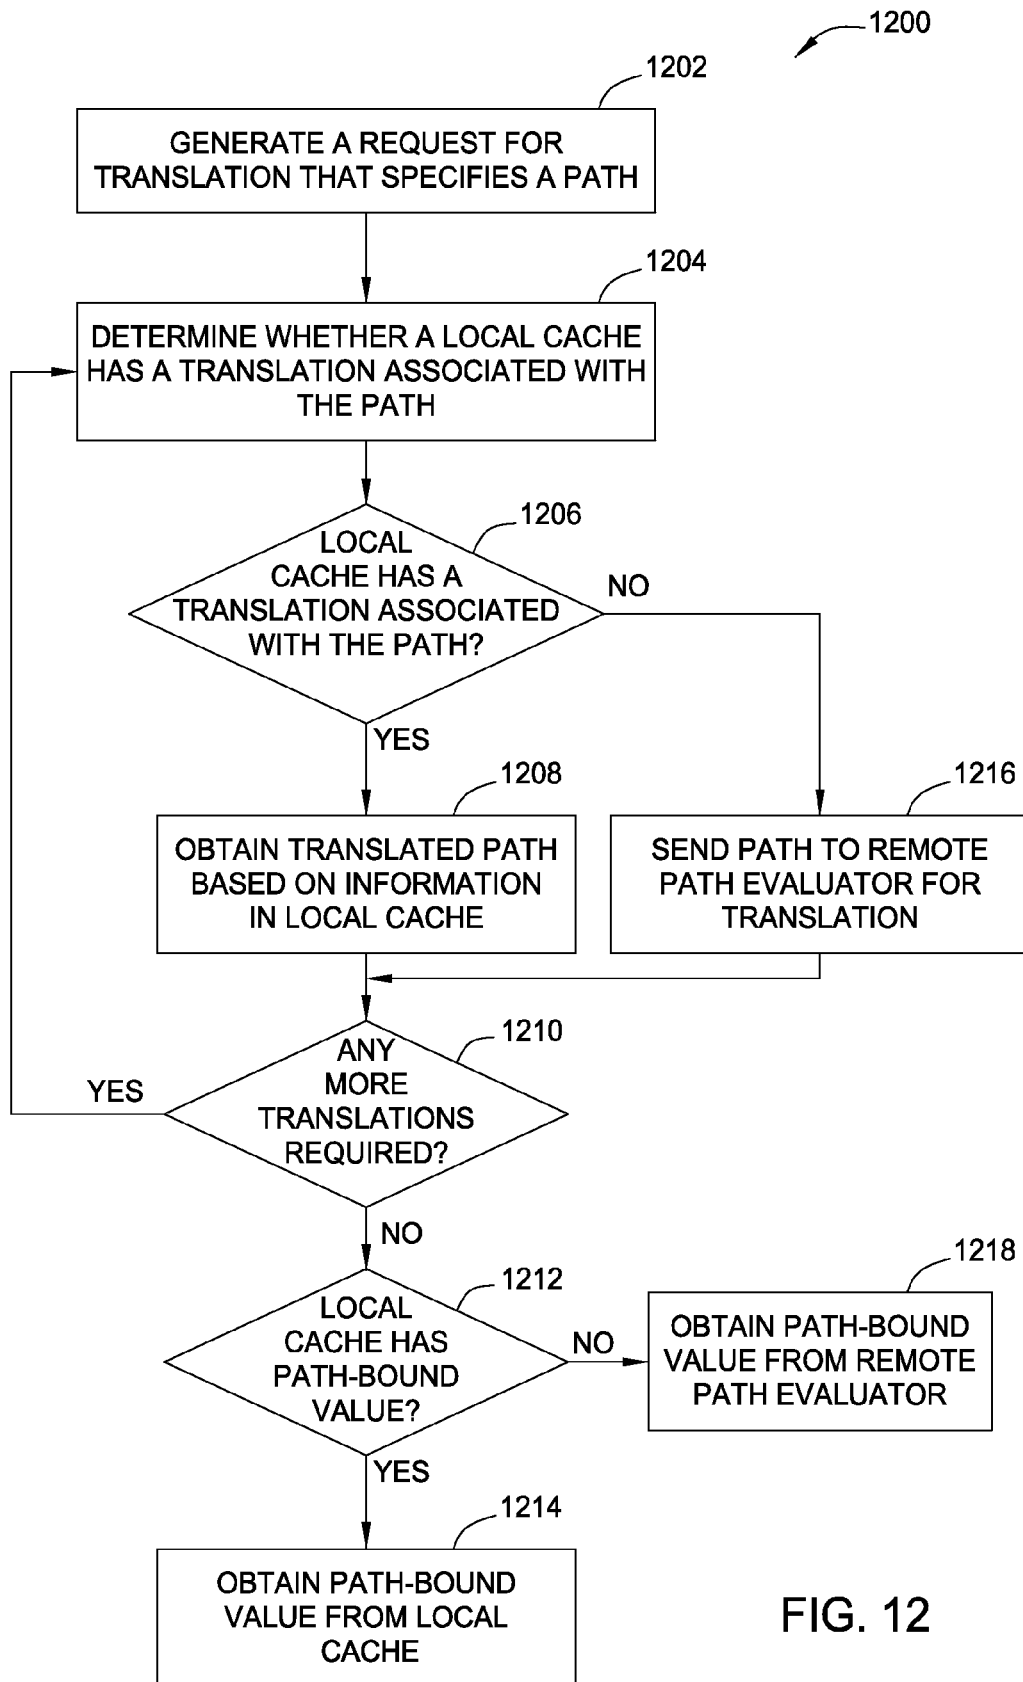 1200
1202
GENERATE A REQUEST FOR
TRANSLATION THAT SPECIFIES A PATH
1204
DETERMINE WHETHER A LOCAL CACHE
HAS A TRANSLATION ASSOCIATED WITH
THE PATH
1206
LOCAL
CACHE HAS A
TRANSLATION ASSOCIATED
WITH THE PATH?
NO
YES
1208
OBTAIN TRANSLATED PATH
BASED ON INFORMATION
IN LOCAL CACHE
1216
SEND PATH TO REMOTE
PATH EVALUATOR FOR
TRANSLATION
1210
ANY
MORE
TRANSLATIONS
REQUIRED?
YES
NO
1212
LOCAL
CACHE HAS
PATH-BOUND
VALUE?
NO
1218
OBTAIN PATH-BOUND
VALUE FROM REMOTE
PATH EVALUATOR
YES
1214
OBTAIN PATH-BOUND
VALUE FROM LOCAL
CACHE
FIG. 12